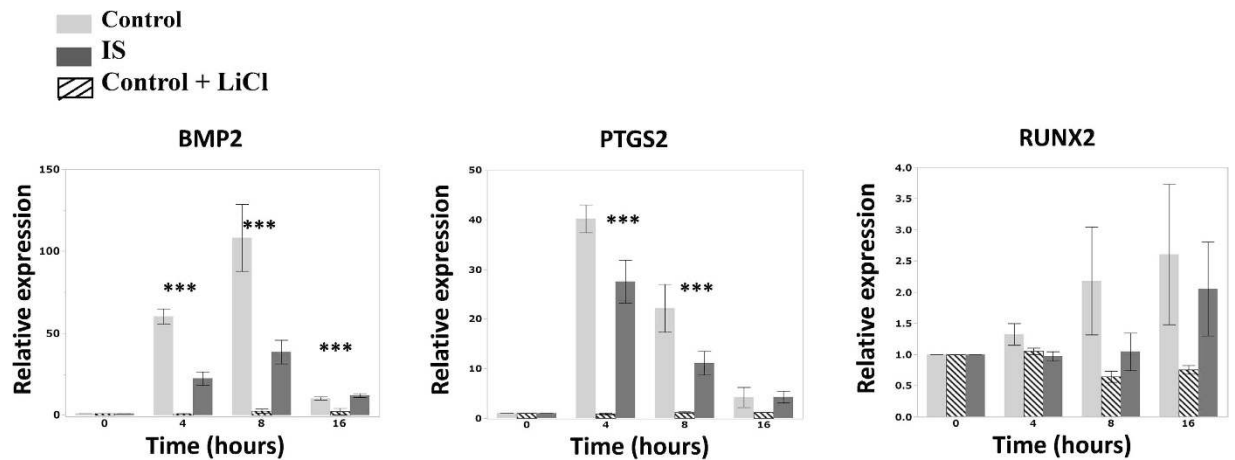 Control
IS
Control + LiCl
BMP2
Relative expression
150
100
50
0
***
***
***
0 4 8 16
Time (hours)
PTGS2
Relative expression
50
40
30
20
10
0
***
***
0 4 8 16
Time (hours)
RUNX2
Relative expression
4.0
3.5
3.0
2.5
2.0
1.5
1.0
0.5
0.0
0 4 8 16
Time (hours)